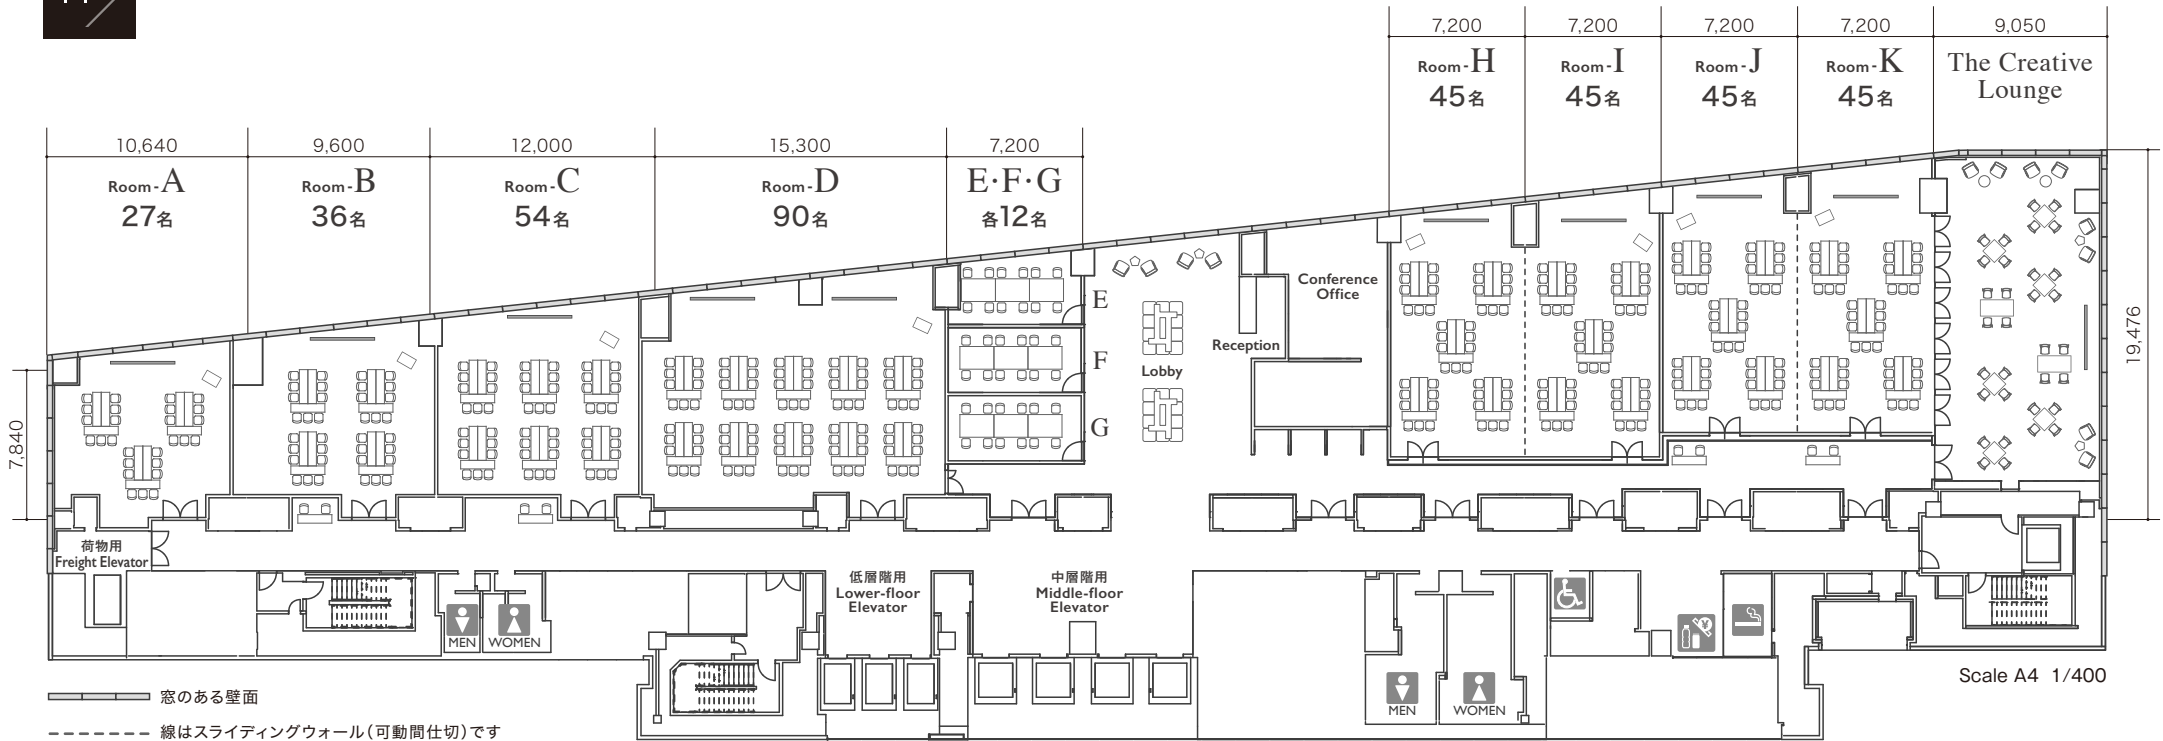 7,200
7,200
7,200
7,200
9,050
Room-H
45名
Room-I
45名
Room-J
45名
Room-K
45名
The Creative
Lounge
10,640
9,600
12,000
15,300
7,200
Room-A
27名
Room-B
36名
Room-C
54名
Room-D
90名
E・F・G
各12名
7,840
19,476
E
F
G
Lobby
Reception
Conference
Office
荷物用
Freight Elevator
低層階用
Lower-floor
Elevator
中層階用
Middle-floor
Elevator
MEN
WOMEN
MEN
WOMEN
¥
Scale A4 1/400
窓のある壁面
線はスライディングウォール(可動間仕切)です